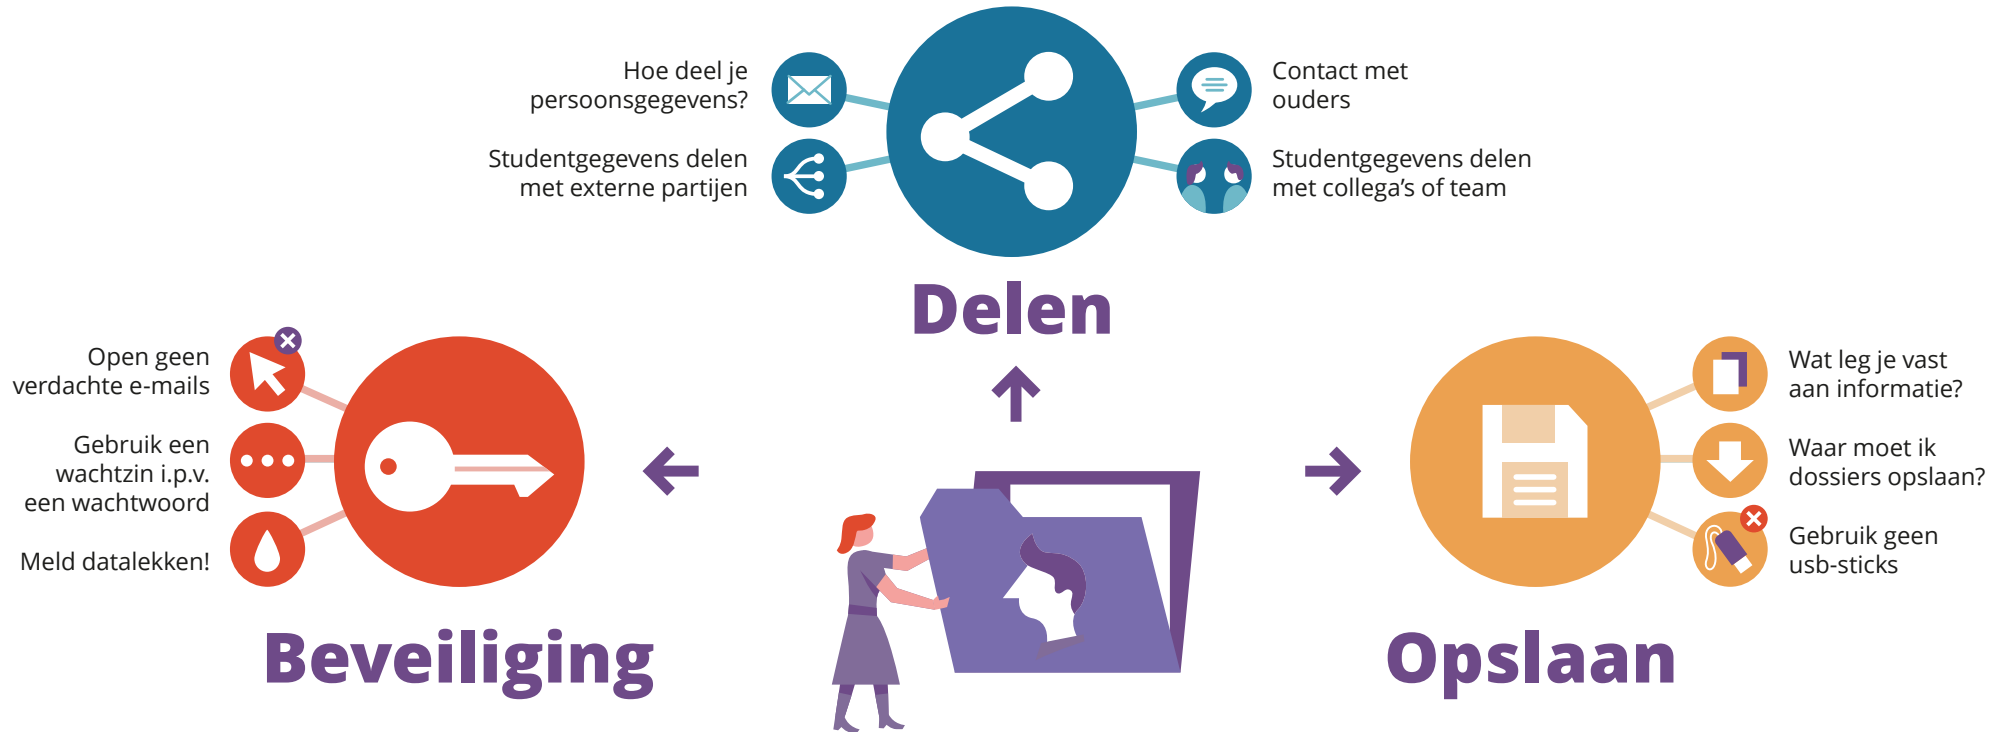 Hoe deel je
persoonsgegevens?
Studentgegevens delen
met externe partijen
Contact met
ouders
Studentgegevens delen
met collega’s of team
Delen
Open geen
verdachte e-mails
Gebruik een
wachtzin i.p.v.
een wachtwoord
Meld datalekken!
Beveiliging
Wat leg je vast
aan informatie?
Waar moet ik
dossiers opslaan?
Gebruik geen
usb-sticks
Opslaan